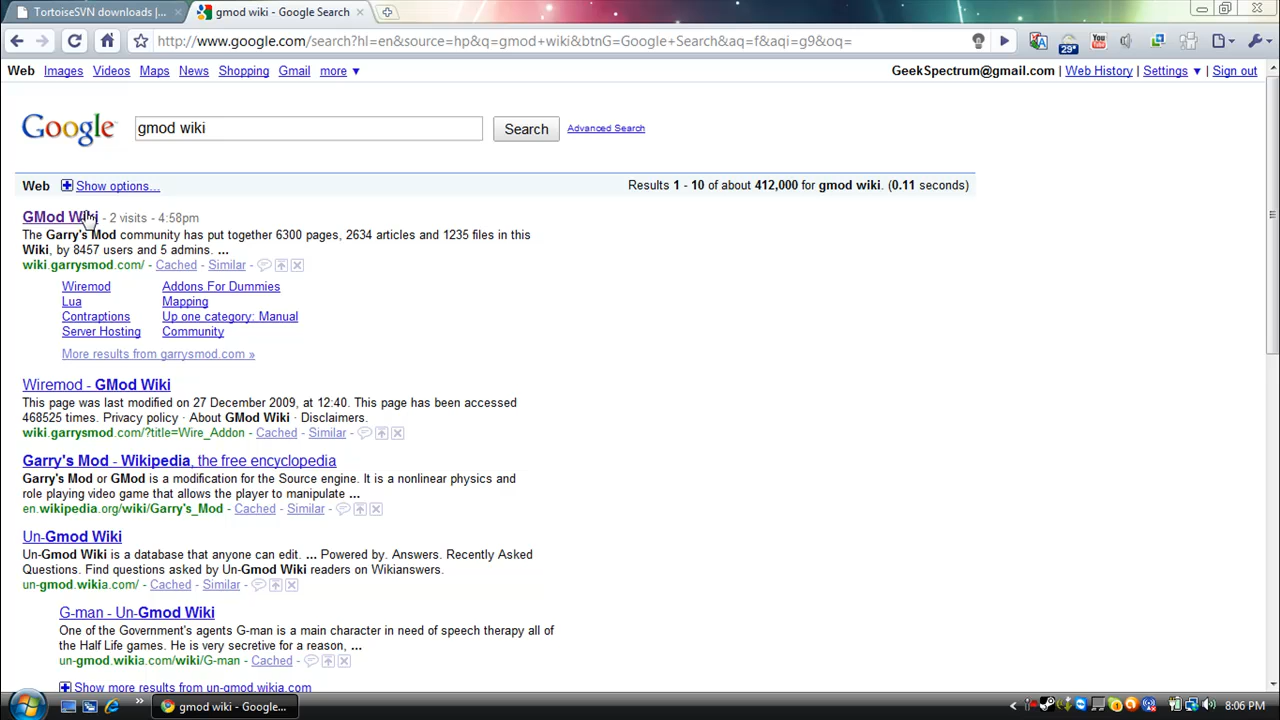 TortoiseSVN downloads |...
gmod wiki - Google Search
http://www.google.com/search?hl=en&source=hp&q=gmod+wiki&btnG=Google+Search&aq=f&aqi=g9&oq=
29°
You Tube
Web Images Videos Maps News Shopping Gmail more ▼
GeekSpectrum@gmail.com | Web History | Settings ▼ | Sign out
Google
gmod wiki
Search
Advanced Search
Web
Show options...
Results 1 - 10 of about 412,000 for gmod wiki. (0.11 seconds)
GMod Wiki - 2 visits - 4:58pm
The Garry's Mod community has put together 6300 pages, 2634 articles and 1235 files in this
Wiki, by 8457 users and 5 admins. ...
wiki.garrysmod.com/ - Cached - Similar -
Wiremod
Addons For Dummies
Lua
Mapping
Contraptions
Up one category: Manual
Server Hosting
Community
More results from garrysmod.com »
Wiremod - GMod Wiki
This page was last modified on 27 December 2009, at 12:40. This page has been accessed
468525 times. Privacy policy · About GMod Wiki · Disclaimers.
wiki.garrysmod.com/?title=Wire_Addon - Cached - Similar -
Garry's Mod - Wikipedia, the free encyclopedia
Garry's Mod or GMod is a modification for the Source engine. It is a nonlinear physics and
role playing video game that allows the player to manipulate ...
en.wikipedia.org/wiki/Garry's_Mod - Cached - Similar -
Un-Gmod Wiki
Un-Gmod Wiki is a database that anyone can edit. ... Powered by. Answers. Recently Asked
Questions. Find questions asked by Un-Gmod Wiki readers on Wikianswers.
un-gmod.wikia.com/ - Cached - Similar -
G-man - Un-Gmod Wiki
One of the Government's agents G-man is a main character in need of speech therapy all of
the Half Life games. He is very secretive for a reason, ...
un-gmod.wikia.com/wiki/G-man - Cached -
Show more results from un-gmod.wikia.com
gmod wiki - Google...
8:06 PM